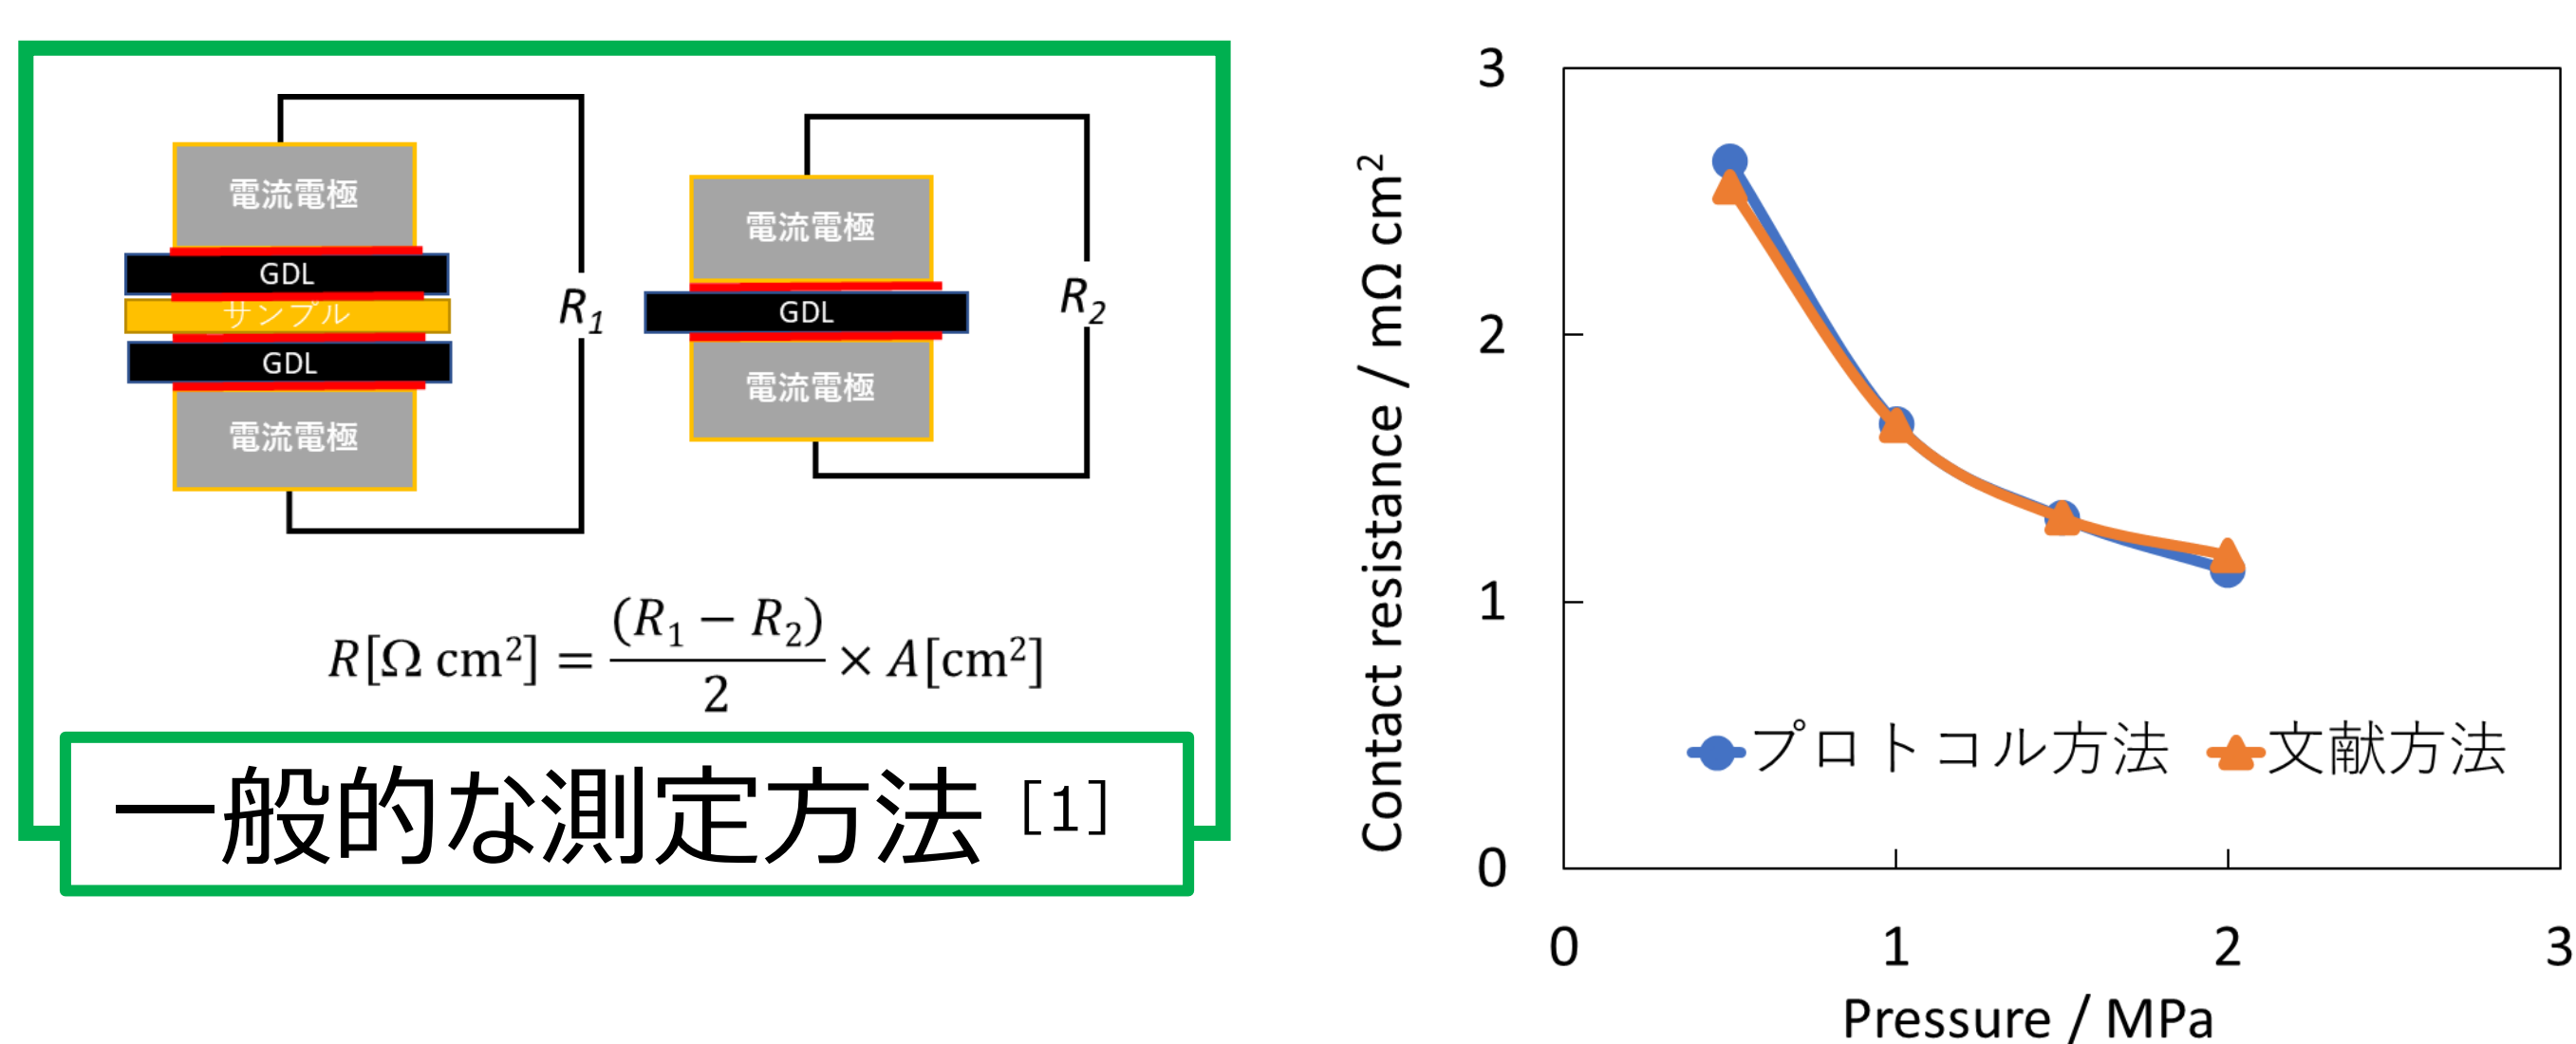 電流電極
GDL
サンプル
GDL
電流電極
R1
電流電極
GDL
電流電極
R2
R[Ω cm²] = (R₁ − R₂) / 2 × A[cm²]
一般的な測定方法 [1]
Contact resistance / mΩ cm²
3
2
1
0
プロトコル方法 文献方法
0 1 2 3
Pressure / MPa